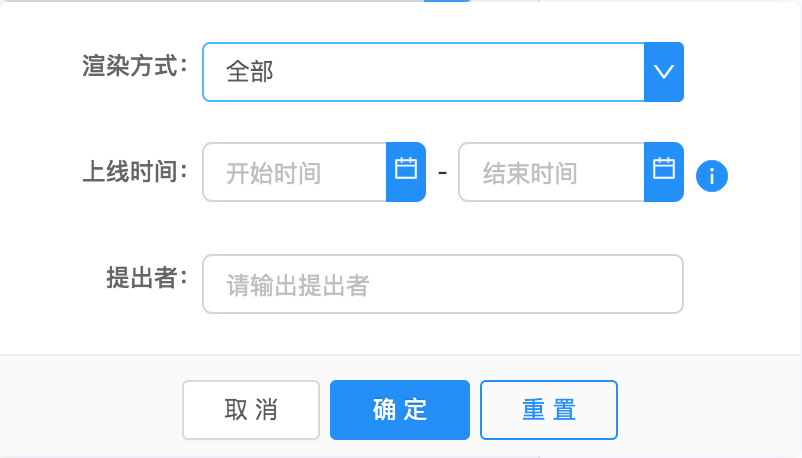 渲染方式： 全部
上线时间： 开始时间 - 结束时间
提出者： 请输出提出者
取 消 确 定 重 置